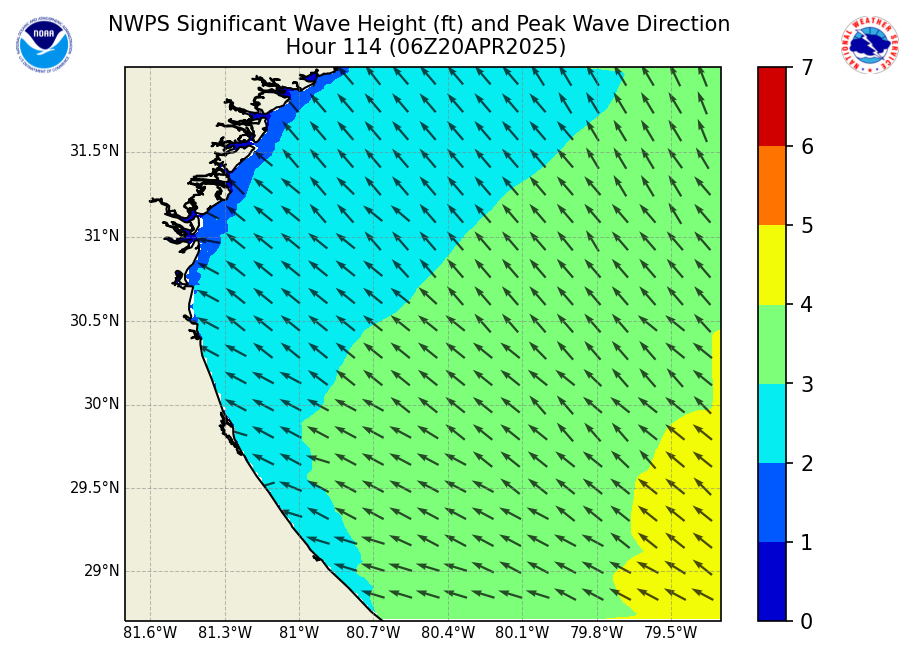 NWPS Significant Wave Height (ft) and Peak Wave Direction
Hour 114 (06Z20APR2025)
NOAA
NATIONAL WEATHER SERVICE
7
6
5
4
3
2
1
0
31.5°N
31°N
30.5°N
30°N
29.5°N
29°N
81.6°W 81.3°W 81°W 80.7°W 80.4°W 80.1°W 79.8°W 79.5°W